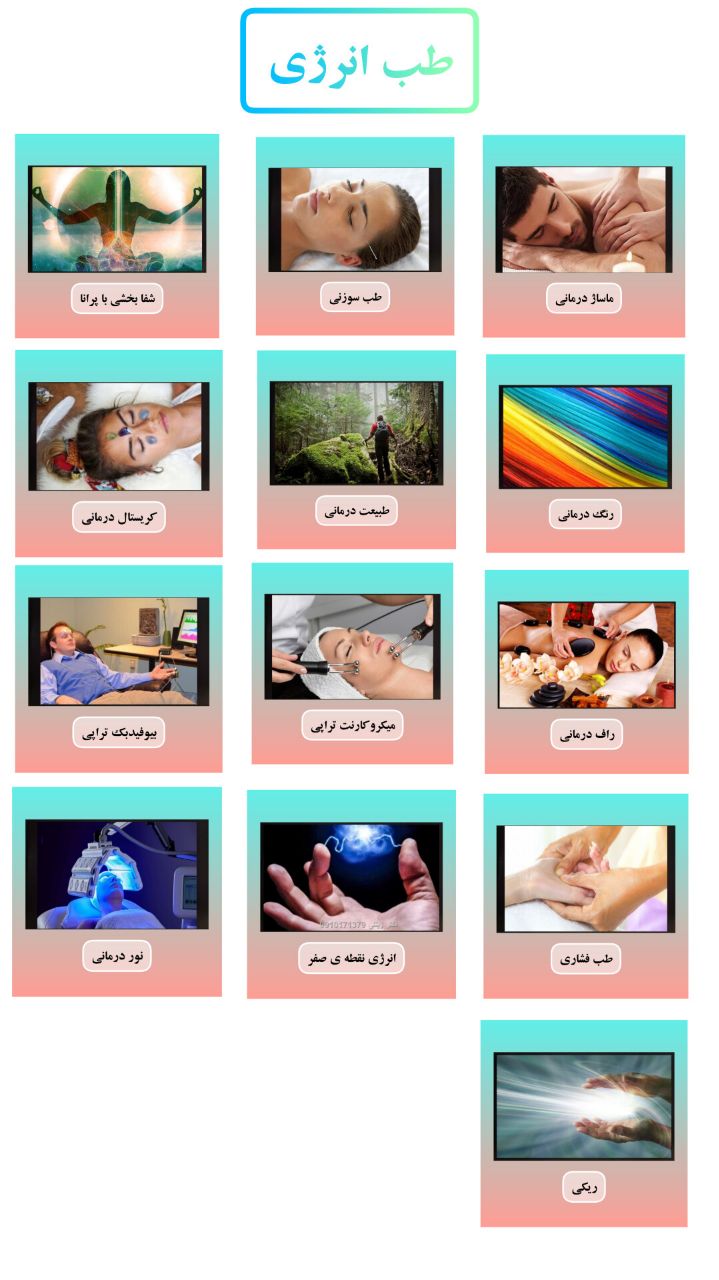 طب انرژی
ماساژ درمانی
طب سوزنی
شفا بخشی با پرانا
رنگ درمانی
طبیعت درمانی
کریستال درمانی
راف درمانی
میکروکارنت تراپی
بیوفیدبک تراپی
طب فشاری
انرژی نقطه ی صفر
نور درمانی
ریکی